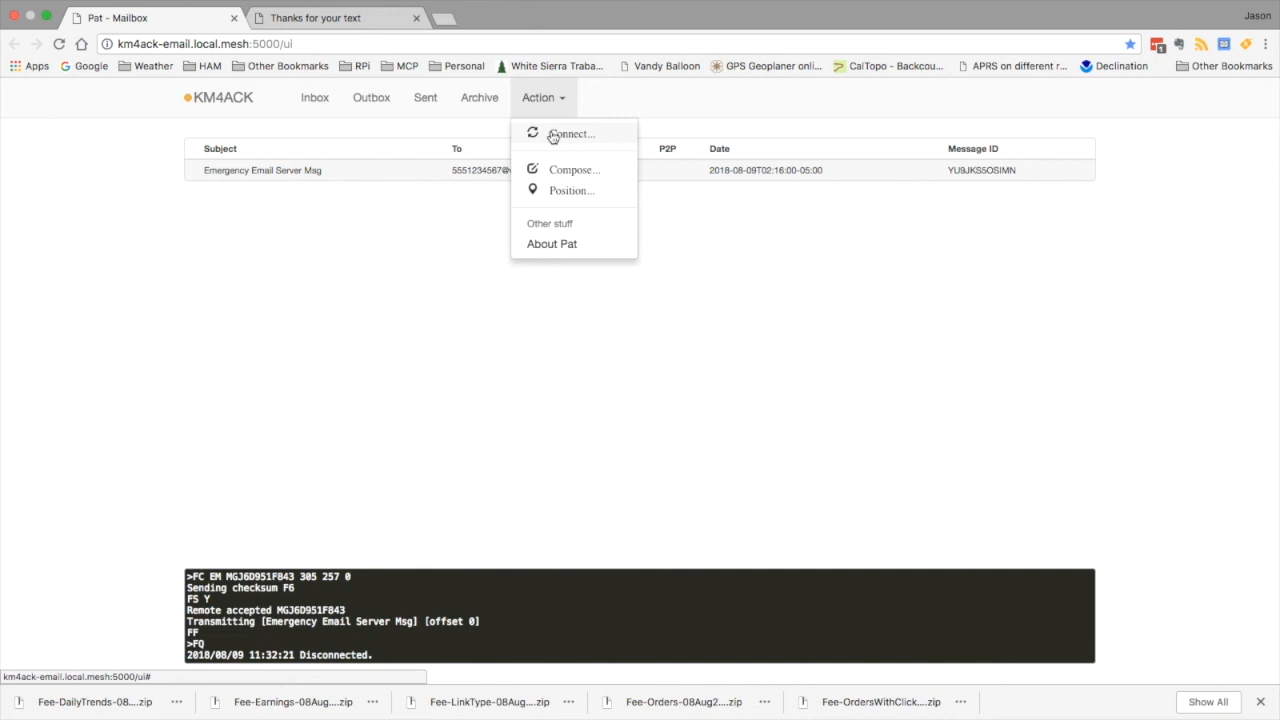 Pat - Mailbox
Thanks for your text
Jason
km4ack-email.local.mesh:5000/ui
Apps
Google
Weather
HAM
Other Bookmarks
RPi
MCP
Personal
White Sierra Traba...
Vandy Balloon
GPS Geoplaner onli...
CalTopo - Backcou...
APRS on different r...
Declination
Other Bookmarks
KM4ACK
Inbox
Outbox
Sent
Archive
Action
Connect...
Compose...
Position...
Other stuff
About Pat
Subject To P2P Date Message ID
Emergency Email Server Msg 2018-08-09T02:16:00-05:00 YU9JKS5OSIMN
>FC EM MGJ6D951F843 305 257 0
Sending checksum F6
FS Y
Remote accepted MGJ6D951F843
Transmitting [Emergency Email Server Msg] [offset 0]
FF
>FQ
2018/08/09 11:32:21 Disconnected.
km4ack-email.local.mesh:5000/ui#
Fee-DailyTrends-08....zip
Fee-Earnings-08Aug....zip
Fee-LinkType-08Aug....zip
Fee-Orders-08Aug2....zip
Fee-OrdersWithClick....zip
Show All